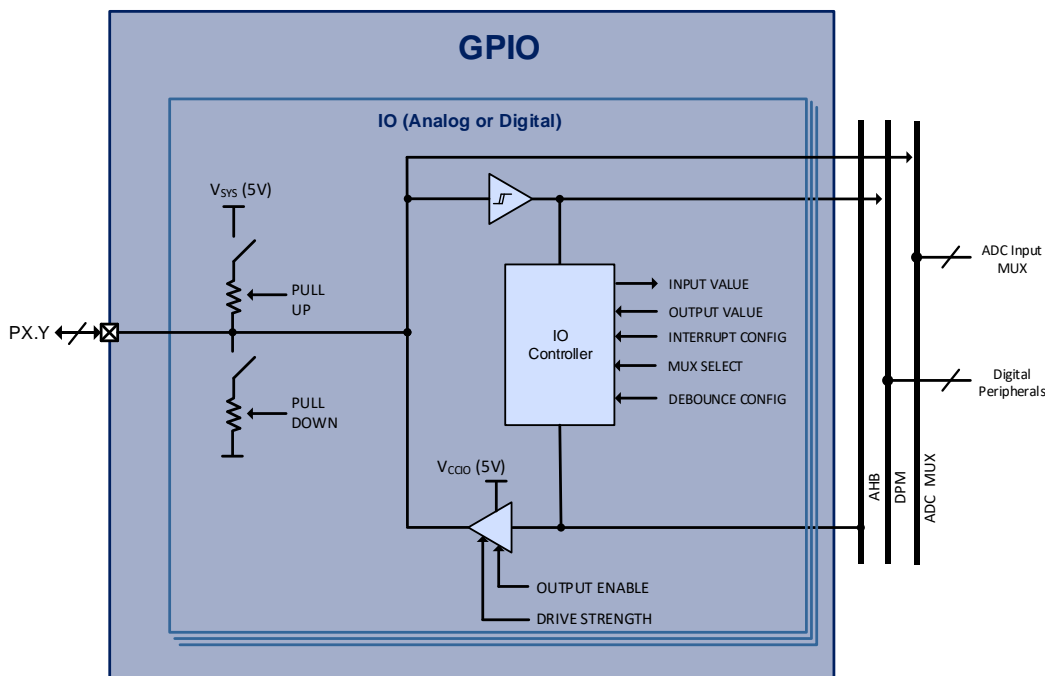 GPIO
IO (Analog or Digital)
VSYS (5V)
PULL
UP
PX.Y
PULL
DOWN
IO
Controller
INPUT VALUE
OUTPUT VALUE
INTERRUPT CONFIG
MUX SELECT
DEBOUNCE CONFIG
VCCIO (5V)
OUTPUT ENABLE
DRIVE STRENGTH
AHB
DPM
ADC MUX
ADC Input
MUX
Digital
Peripherals